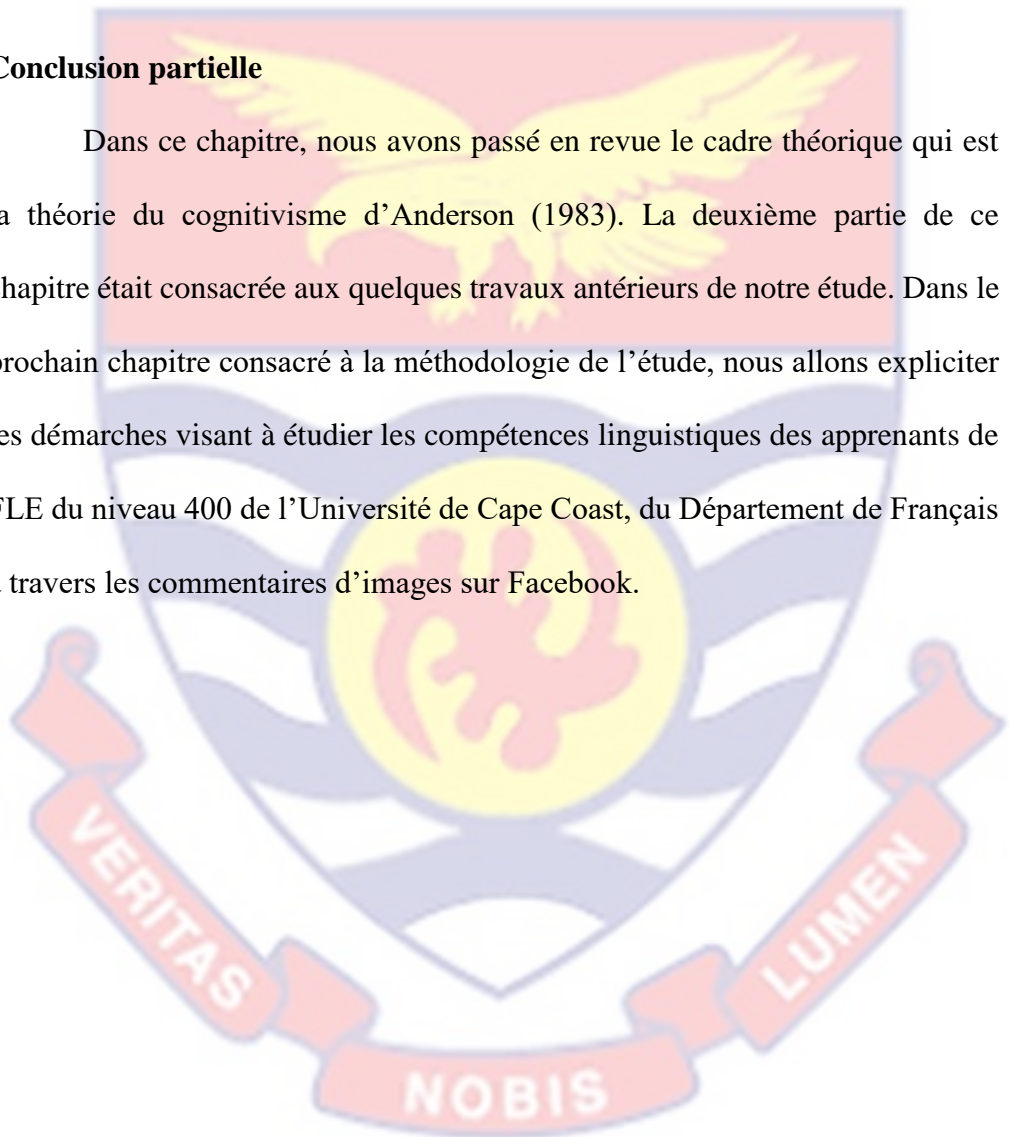 Conclusion partielle
Dans ce chapitre, nous avons passé en revue le cadre théorique qui est
la théorie du cognitivisme d’Anderson (1983). La deuxième partie de ce
chapitre était consacrée aux quelques travaux antérieurs de notre étude. Dans le
prochain chapitre consacré à la méthodologie de l’étude, nous allons expliciter
les démarches visant à étudier les compétences linguistiques des apprenants de
FLE du niveau 400 de l’Université de Cape Coast, du Département de Français
à travers les commentaires d’images sur Facebook.
VERITAS
NOBIS
LUMEN